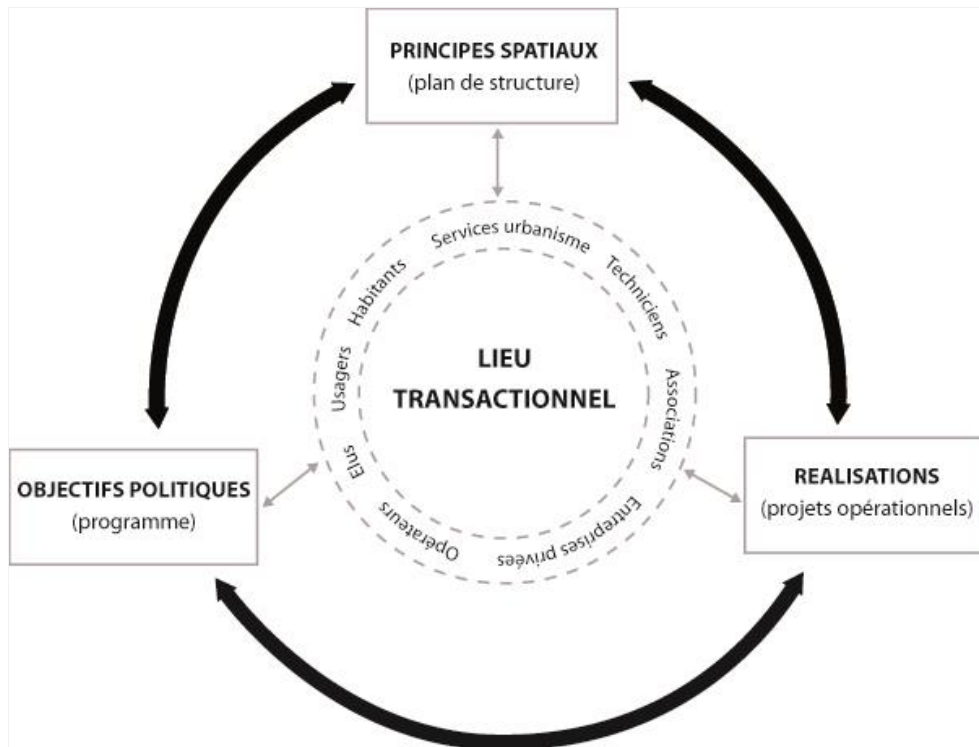 PRINCIPES SPATIAUX
(plan de structure)
Services urbanisme
Techniciens
Associations
Entreprises privées
Opérateurs
Elus
Usagers
Habitants
LIEU
TRANSACTIONNEL
OBJECTIFS POLITIQUES
(programme)
REALISATIONS
(projets opérationnels)